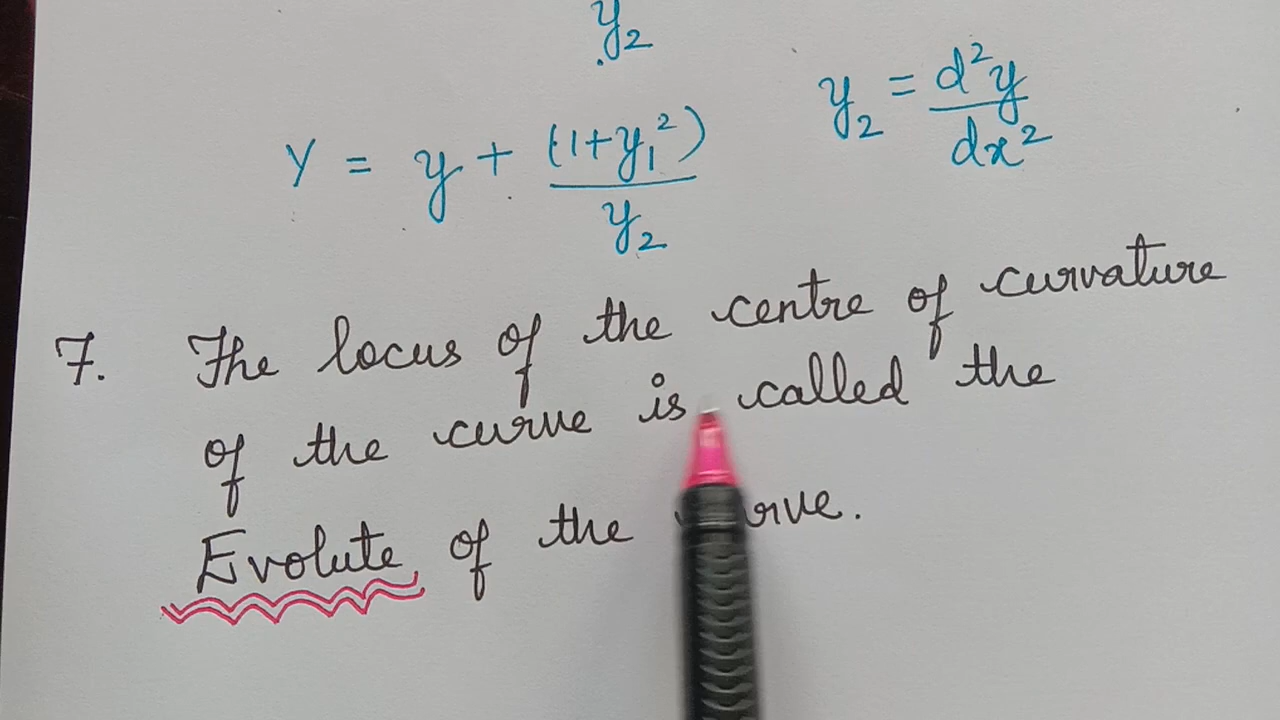 y₂
y₂ = d²y/dx²
Y = y + (1+y₁²)/y₂
7. The locus of the centre of curvature
of the curve is called the
Evolute of the